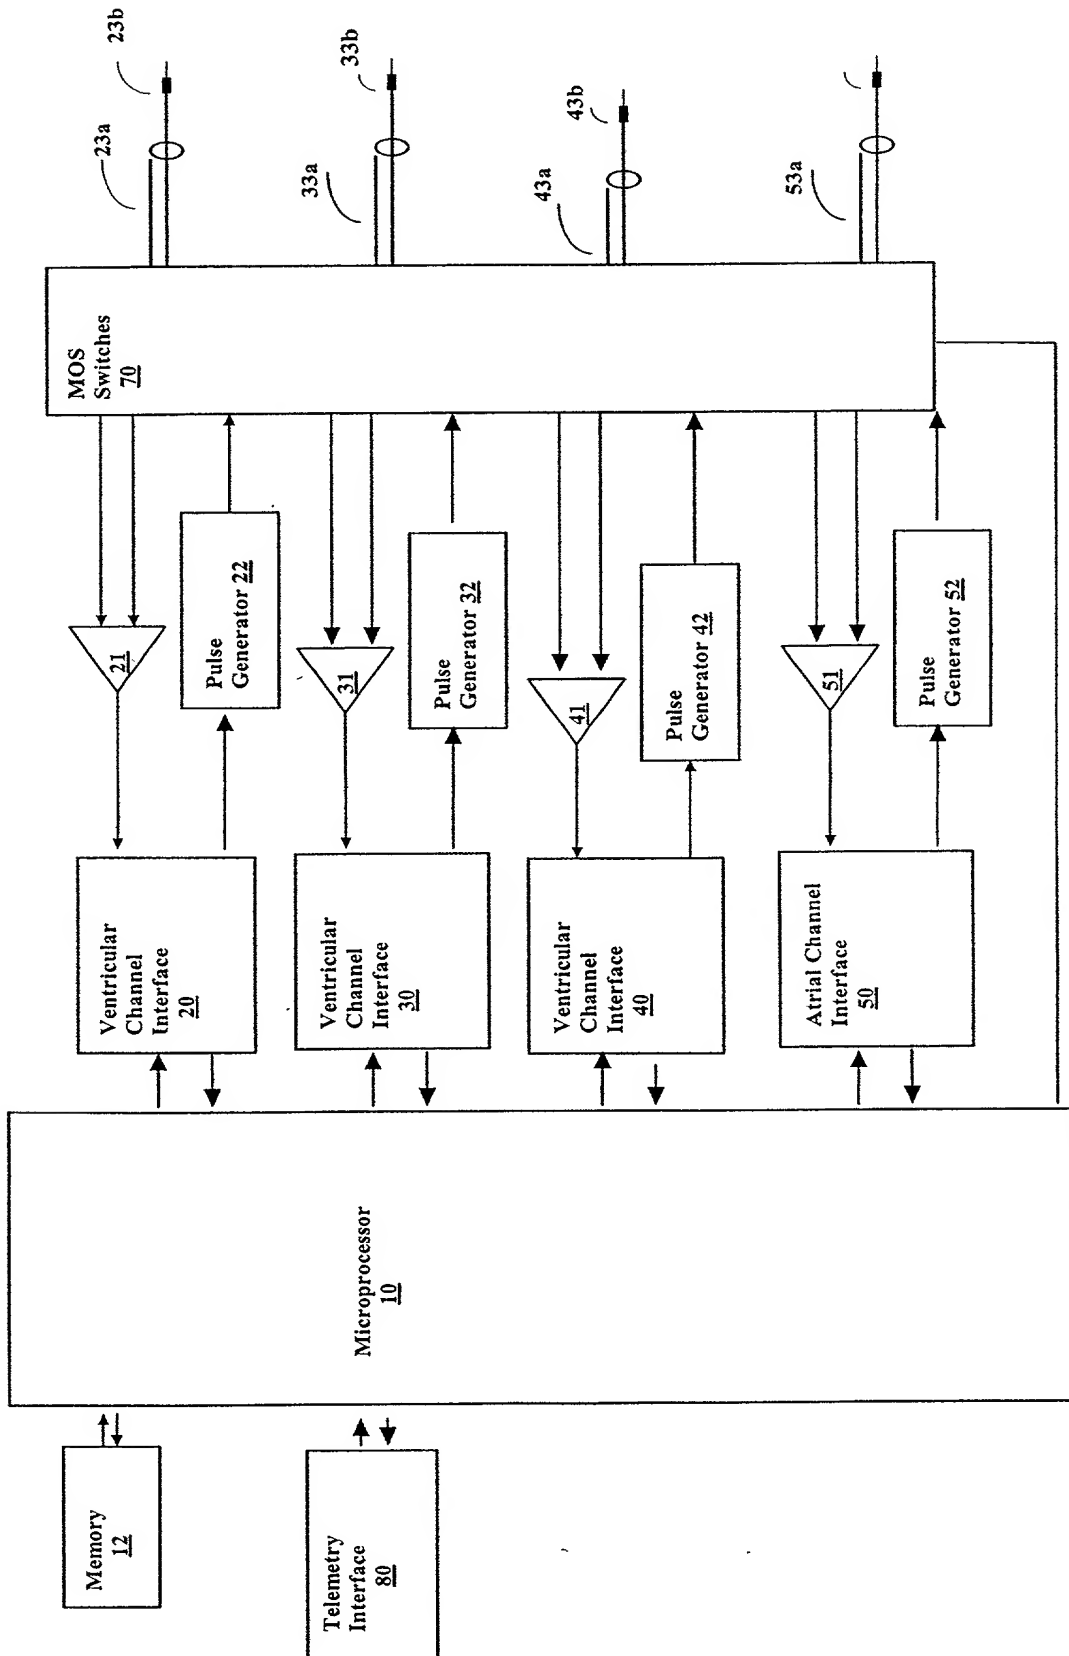 Memory
12
Telemetry
Interface
80
Microprocessor
10
Ventricular
Channel
Interface
20
Ventricular
Channel
Interface
30
Ventricular
Channel
Interface
40
Atrial Channel
Interface
50
21
Pulse
Generator 22
31
Pulse
Generator 32
41
Pulse
Generator 42
51
Pulse
Generator 52
MOS
Switches
70
23a
23b
33a
33b
43a
43b
53a